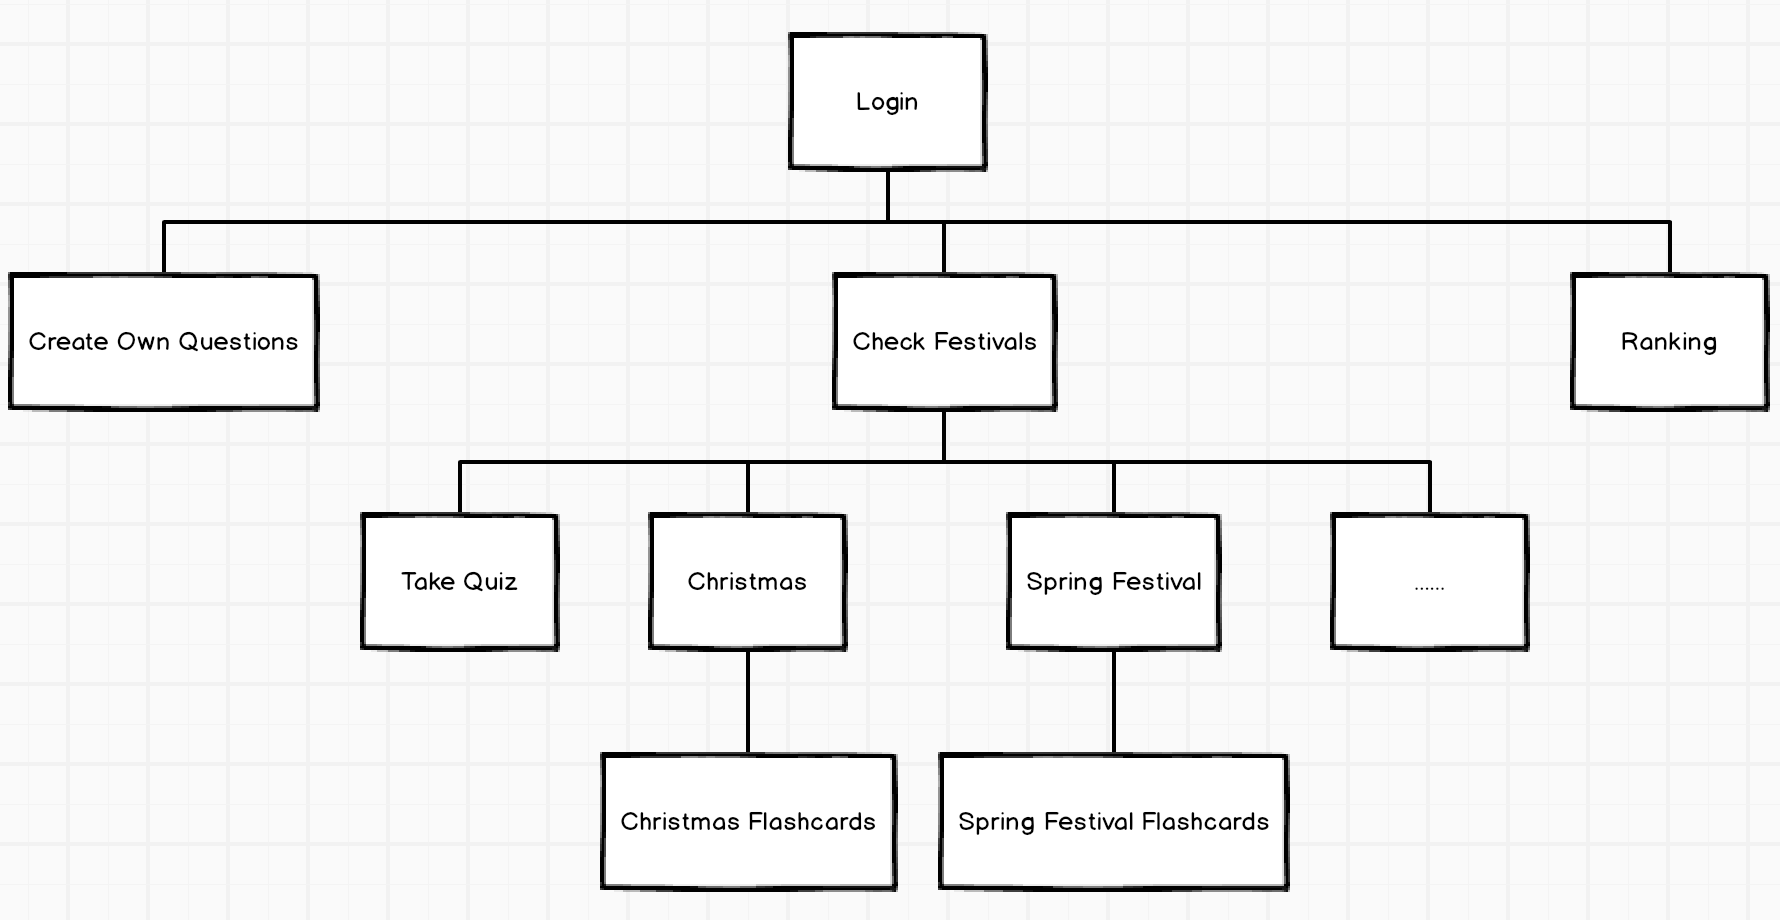 Login
Create Own Questions
Check Festivals
Ranking
Take Quiz
Christmas
Spring Festival
......
Christmas Flashcards
Spring Festival Flashcards